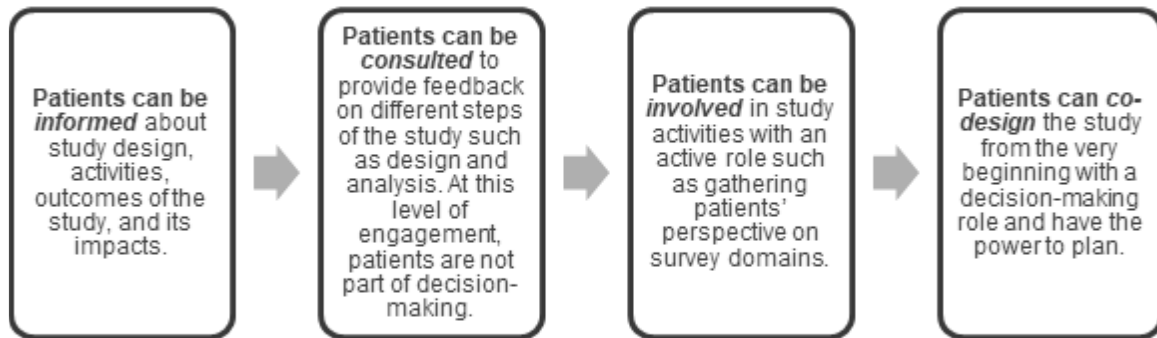 Patients can be
informed about
study design,
activities,
outcomes of the
study, and its
impacts.
Patients can be
consulted to
provide feedback
on different steps
of the study such
as design and
analysis. At this
level of
engagement,
patients are not
part of decision-
making.
Patients can be
involved in study
activities with an
active role such
as gathering
patients’
perspective on
survey domains.
Patients can co-
design the study
from the very
beginning with a
decision-making
role and have the
power to plan.